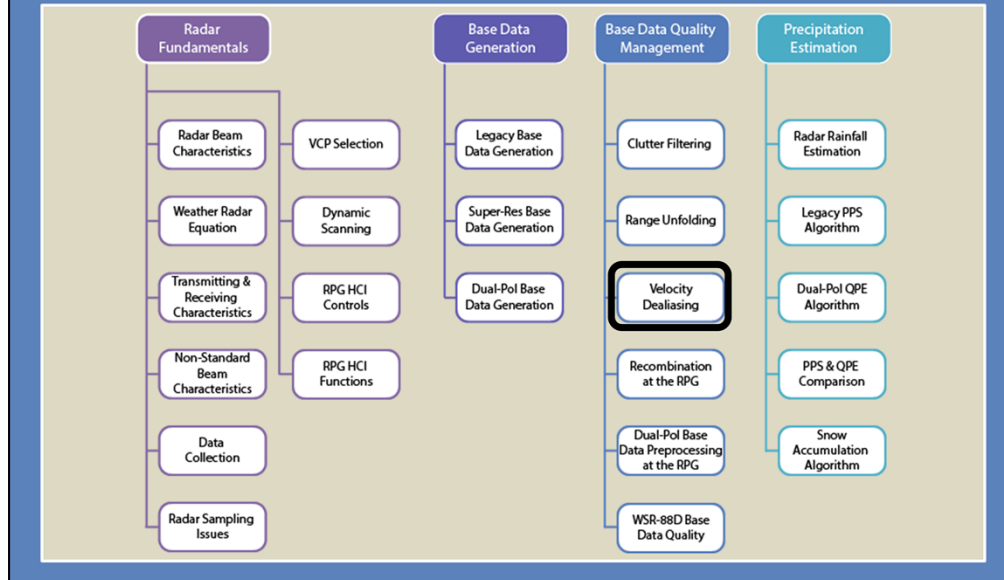 Radar
Fundamentals
Radar Beam
Characteristics
Weather Radar
Equation
Transmitting &
Receiving
Characteristics
Non-Standard
Beam
Characteristics
Data
Collection
Radar Sampling
Issues
VCP Selection
Dynamic
Scanning
RPG HCI
Controls
RPG HCI
Functions
Base Data
Generation
Legacy Base
Data Generation
Super-Res Base
Data Generation
Dual-Pol Base
Data Generation
Base Data Quality
Management
Clutter Filtering
Range Unfolding
Velocity
Dealiasing
Recombination
at the RPG
Dual-Pol Base
Data Preprocessing
at the RPG
WSR-88D Base
Data Quality
Precipitation
Estimation
Radar Rainfall
Estimation
Legacy PPS
Algorithm
Dual-Pol QPE
Algorithm
PPS & QPE
Comparison
Snow
Accumulation
Algorithm